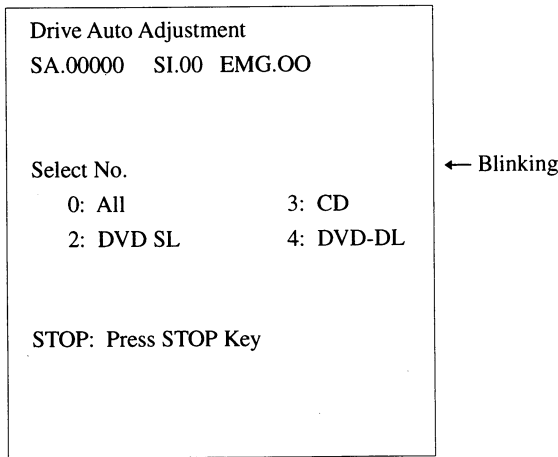 Drive Auto Adjustment
SA.00000 SI.00 EMG.OO
Select No.
← Blinking
0: All 3: CD
2: DVD SL 4: DVD-DL
STOP: Press STOP Key